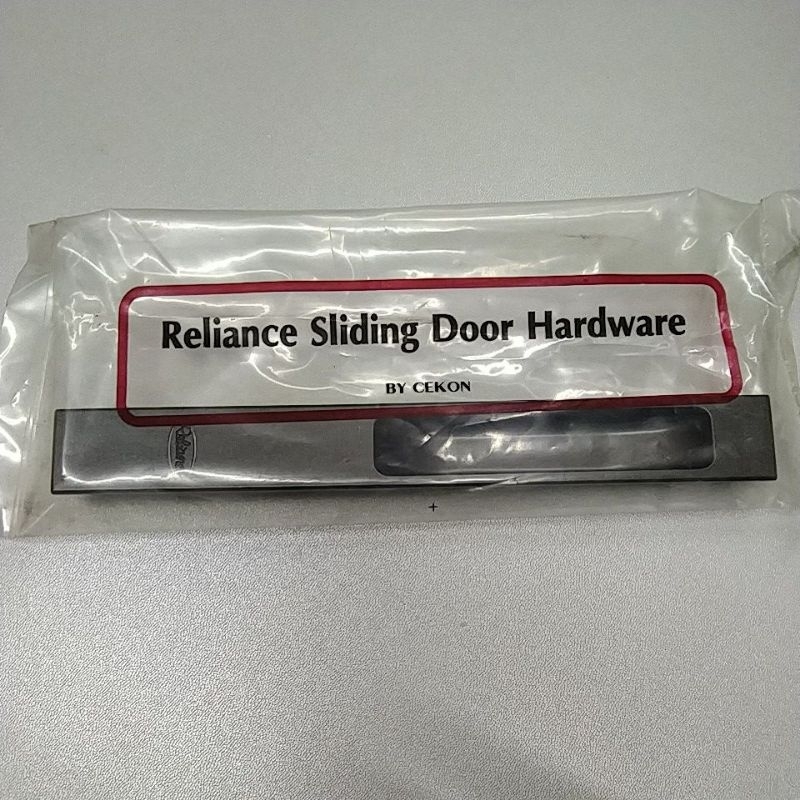 Reliance Sliding Door Hardware
BY CEKON